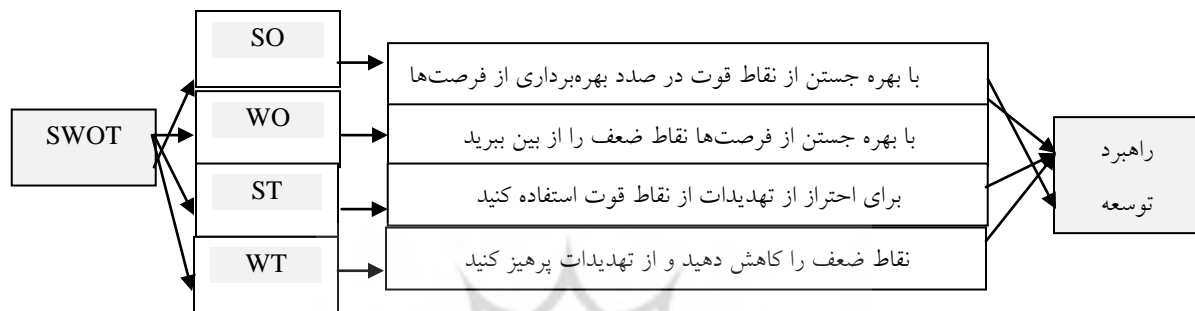 SWOT
SO
با بهره جستن از نقاط قوت در صدد بهره‌برداری از فرصت‌ها
WO
با بهره جستن از فرصت‌ها نقاط ضعف را از بین ببرید
ST
برای احتراز از تهدیدات از نقاط قوت استفاده کنید
WT
نقاط ضعف را کاهش دهید و از تهدیدات پرهیز کنید
راهبرد
توسعه